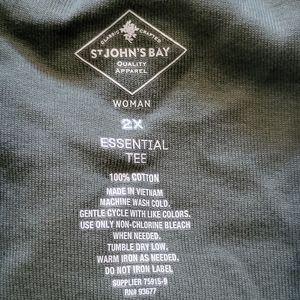 CLASSIC CRAFTED
ST JOHN'S BAY
QUALITY
APPAREL
WOMAN
2X
ESSENTIAL
TEE
100% COTTON
MADE IN VIETNAM
MACHINE WASH COLD.
GENTLE CYCLE WITH LIKE COLORS.
USE ONLY NON-CHLORINE BLEACH
WHEN NEEDED.
TUMBLE DRY LOW.
WARM IRON AS NEEDED.
DO NOT IRON LABEL
SUPPLIER 75915-9
RN# 93677